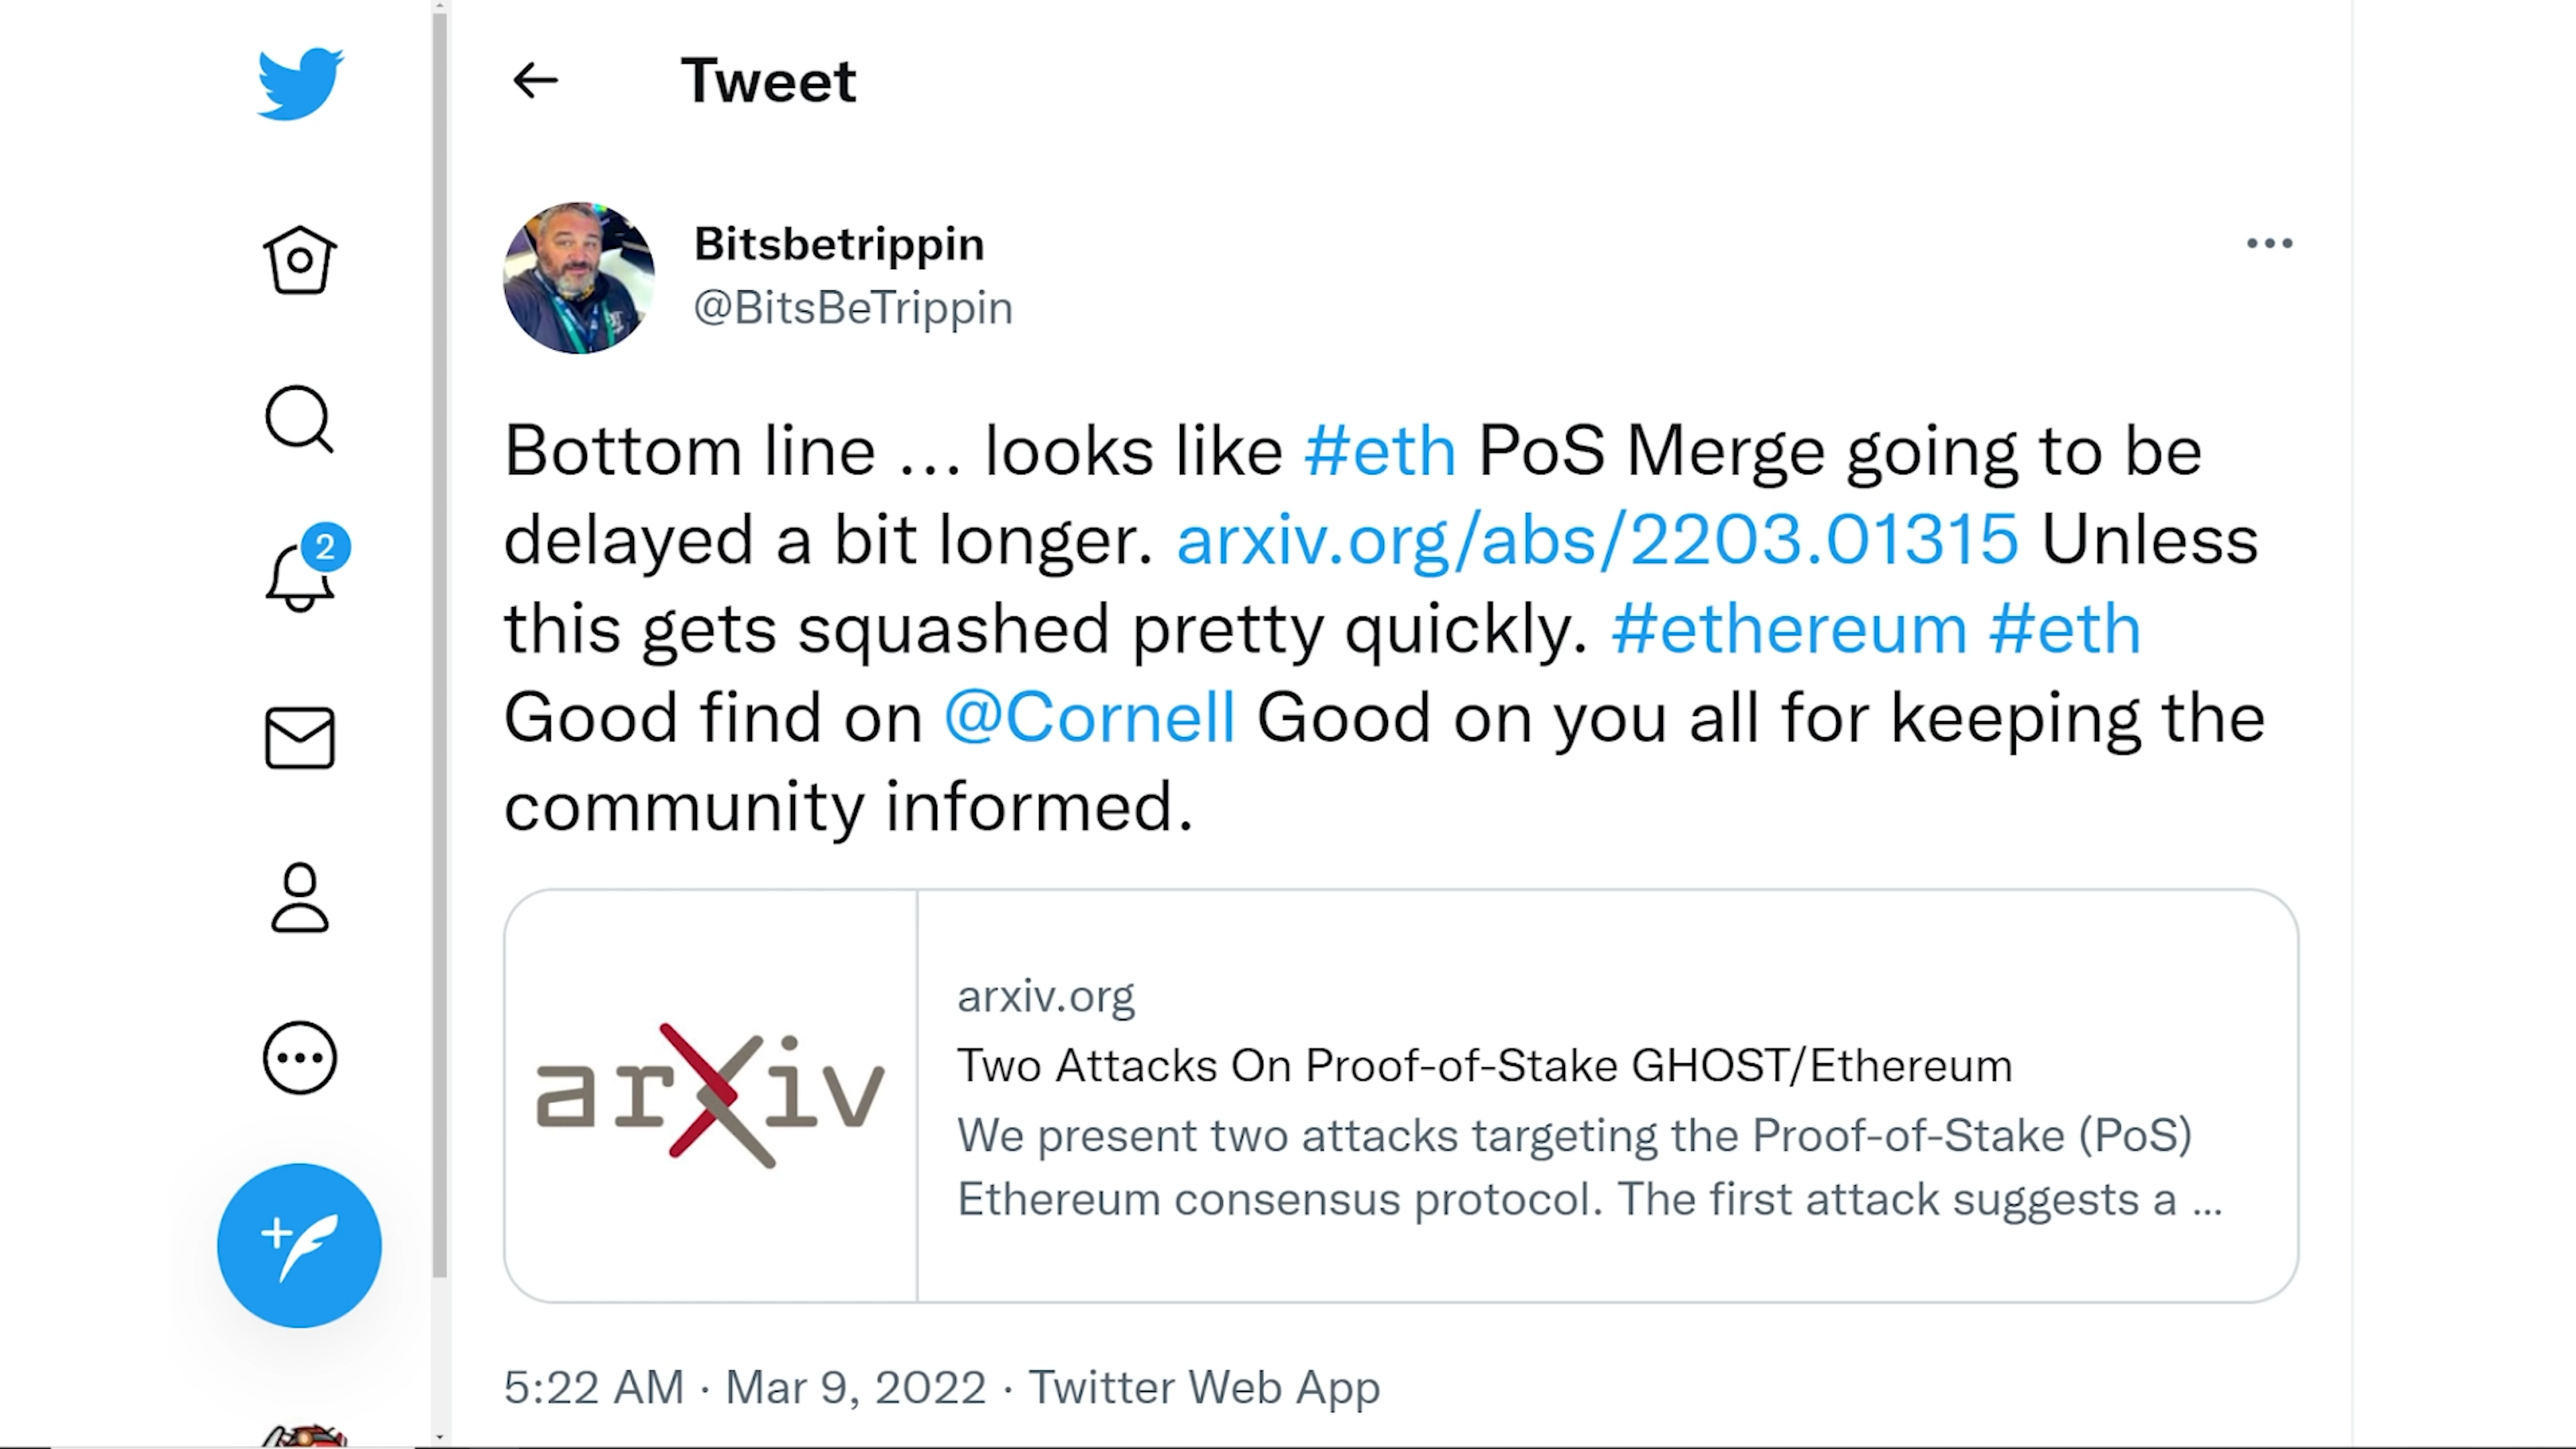 Tweet
Bitsbetrippin
@BitsBeTrippin
Bottom line … looks like #eth PoS Merge going to be
delayed a bit longer. arxiv.org/abs/2203.01315 Unless
this gets squashed pretty quickly. #ethereum #eth
Good find on @Cornell Good on you all for keeping the
community informed.
2
arXiv
arxiv.org
Two Attacks On Proof-of-Stake GHOST/Ethereum
We present two attacks targeting the Proof-of-Stake (PoS)
Ethereum consensus protocol. The first attack suggests a ...
5:22 AM · Mar 9, 2022 · Twitter Web App